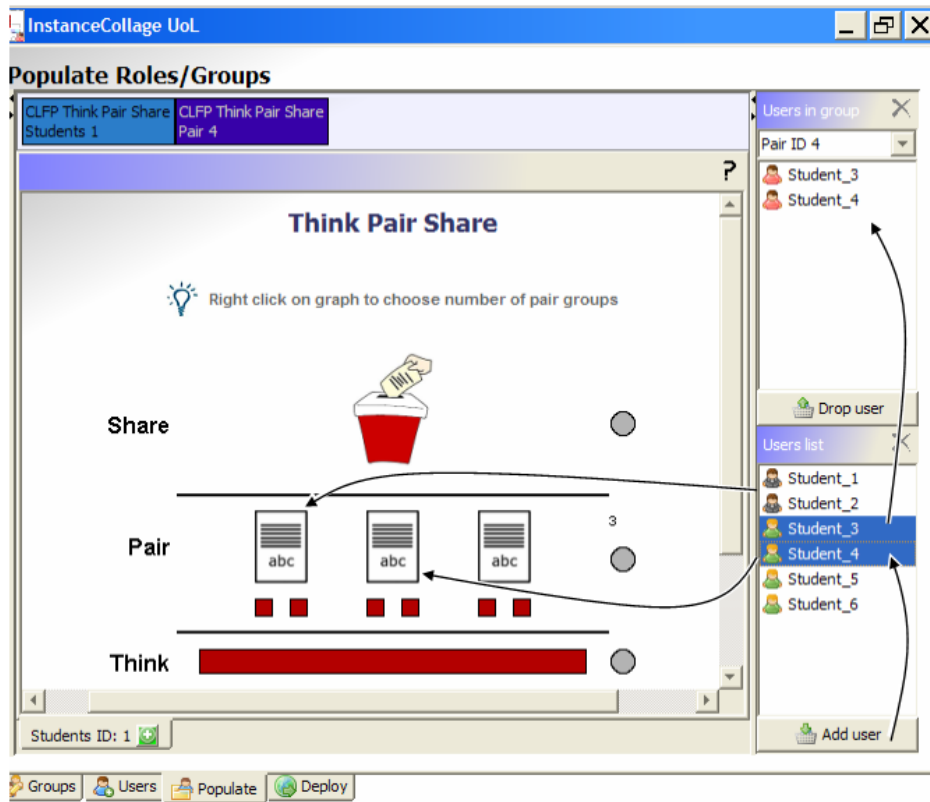 InstanceCollage UoL
Populate Roles/Groups
CLFP Think Pair Share
Students 1
CLFP Think Pair Share
Pair 4
?
Think Pair Share
Right click on graph to choose number of pair groups
Share
Pair
abc
abc
abc
3
Think
Students ID: 1
Users in group
Pair ID 4
Student_3
Student_4
Drop user
Users list
Student_1
Student_2
Student_3
Student_4
Student_5
Student_6
Add user
Groups
Users
Populate
Deploy